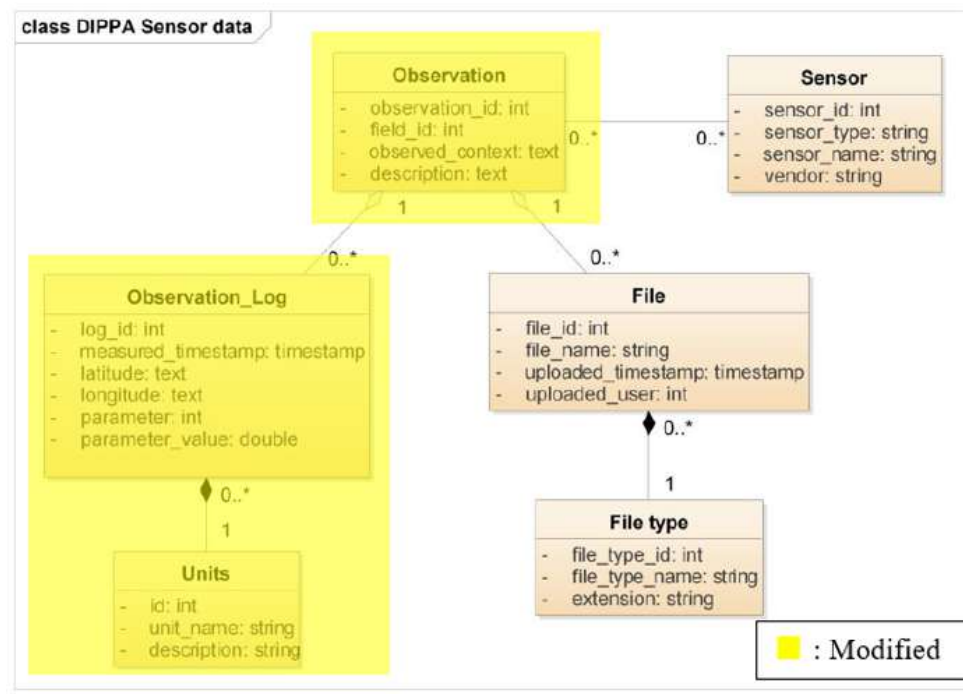 class DIPPA Sensor data
Observation
- observation_id: int
- field_id: int
- observed_context: text
- description: text
Sensor
- sensor_id: int
- sensor_type: string
- sensor_name: string
- vendor: string
0..*
0..*
1
1
0..*
0..*
Observation_Log
- log_id: int
- measured_timestamp: timestamp
- latitude: text
- longitude: text
- parameter: int
- parameter_value: double
File
- file_id: int
- file_name: string
- uploaded_timestamp: timestamp
- uploaded_user: int
0..*
1
0..*
1
Units
- id: int
- unit_name: string
- description: string
File type
- file_type_id: int
- file_type_name: string
- extension: string
: Modified